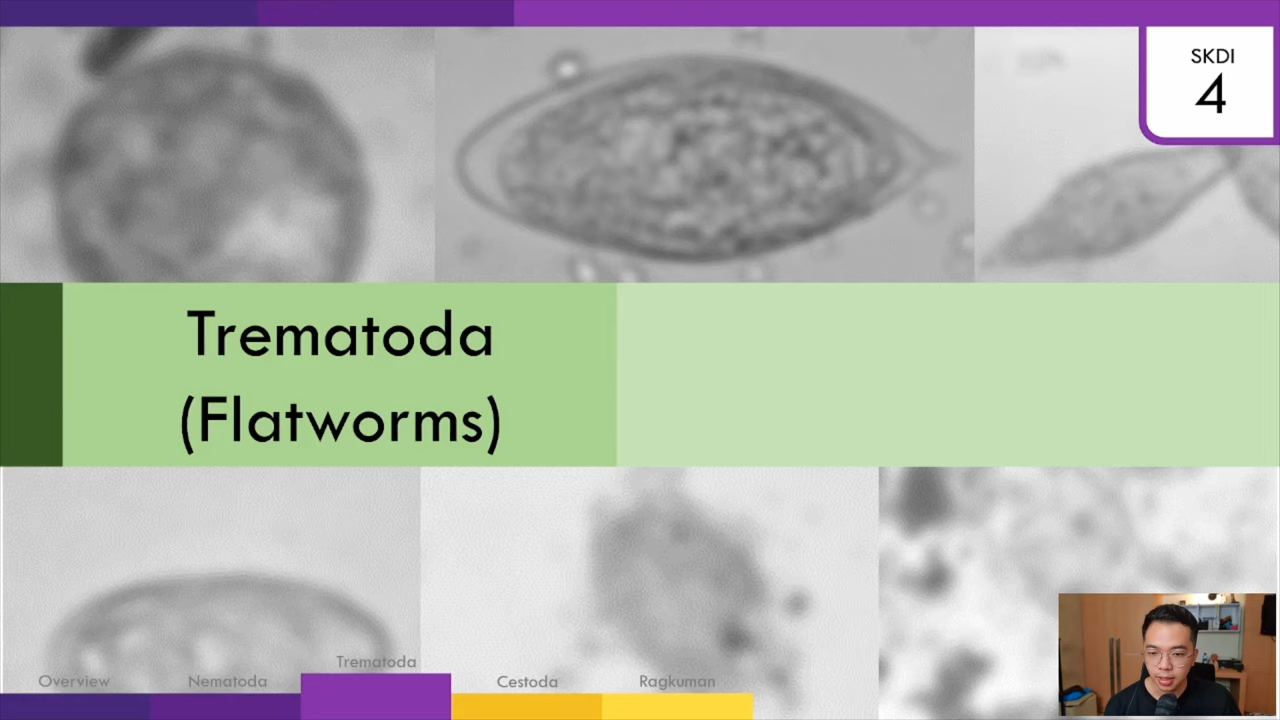 SKDI
4
Trematoda
(Flatworms)
Overview
Nematoda
Trematoda
Cestoda
Ragkuman